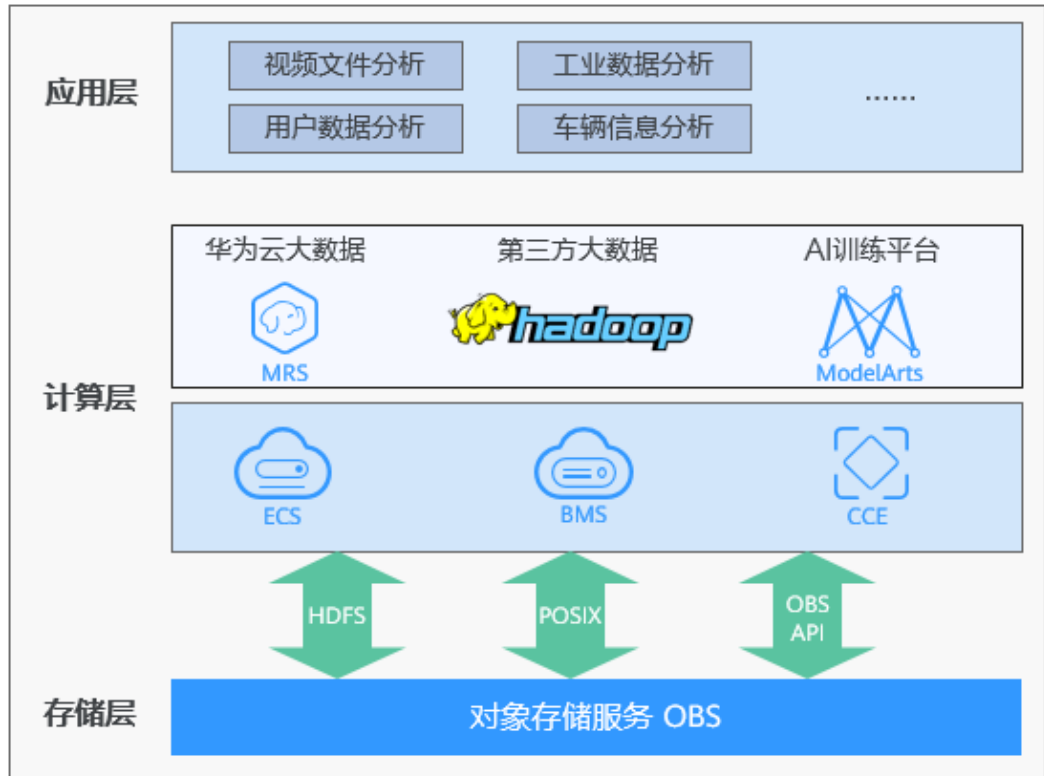 应用层
视频文件分析
工业数据分析
......
用户数据分析
车辆信息分析
计算层
华为云大数据
第三方大数据
AI训练平台
MRS
hadoop
ModelArts
ECS
BMS
CCE
HDFS
POSIX
OBS
API
存储层
对象存储服务 OBS